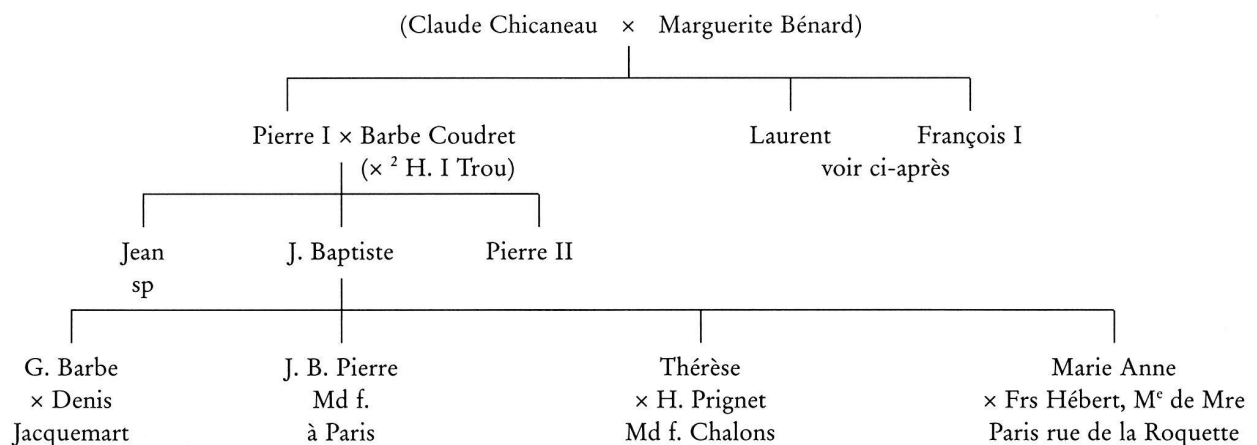 (Claude Chicaneau × Marguerite Bénard)
Pierre I × Barbe Coudret
(× ² H. I Trou)
Laurent François I
voir ci-après
Jean
sp
J. Baptiste
Pierre II
G. Barbe
× Denis
Jacquemart
J. B. Pierre
Md f.
à Paris
Thérèse
× H. Prignet
Md f. Chalons
Marie Anne
× Frs Hébert, Mᵉ de Mre
Paris rue de la Roquette